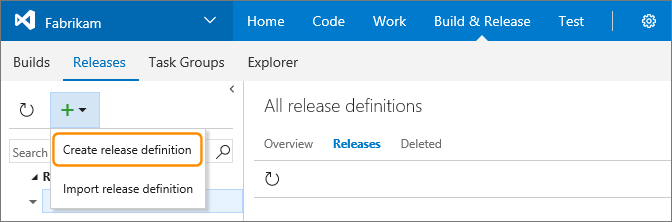 Fabrikam Home Code Work Build & Release Test
Builds Releases Task Groups Explorer
All release definitions
Create release definition
Overview Releases Deleted
Search
R
Import release definition